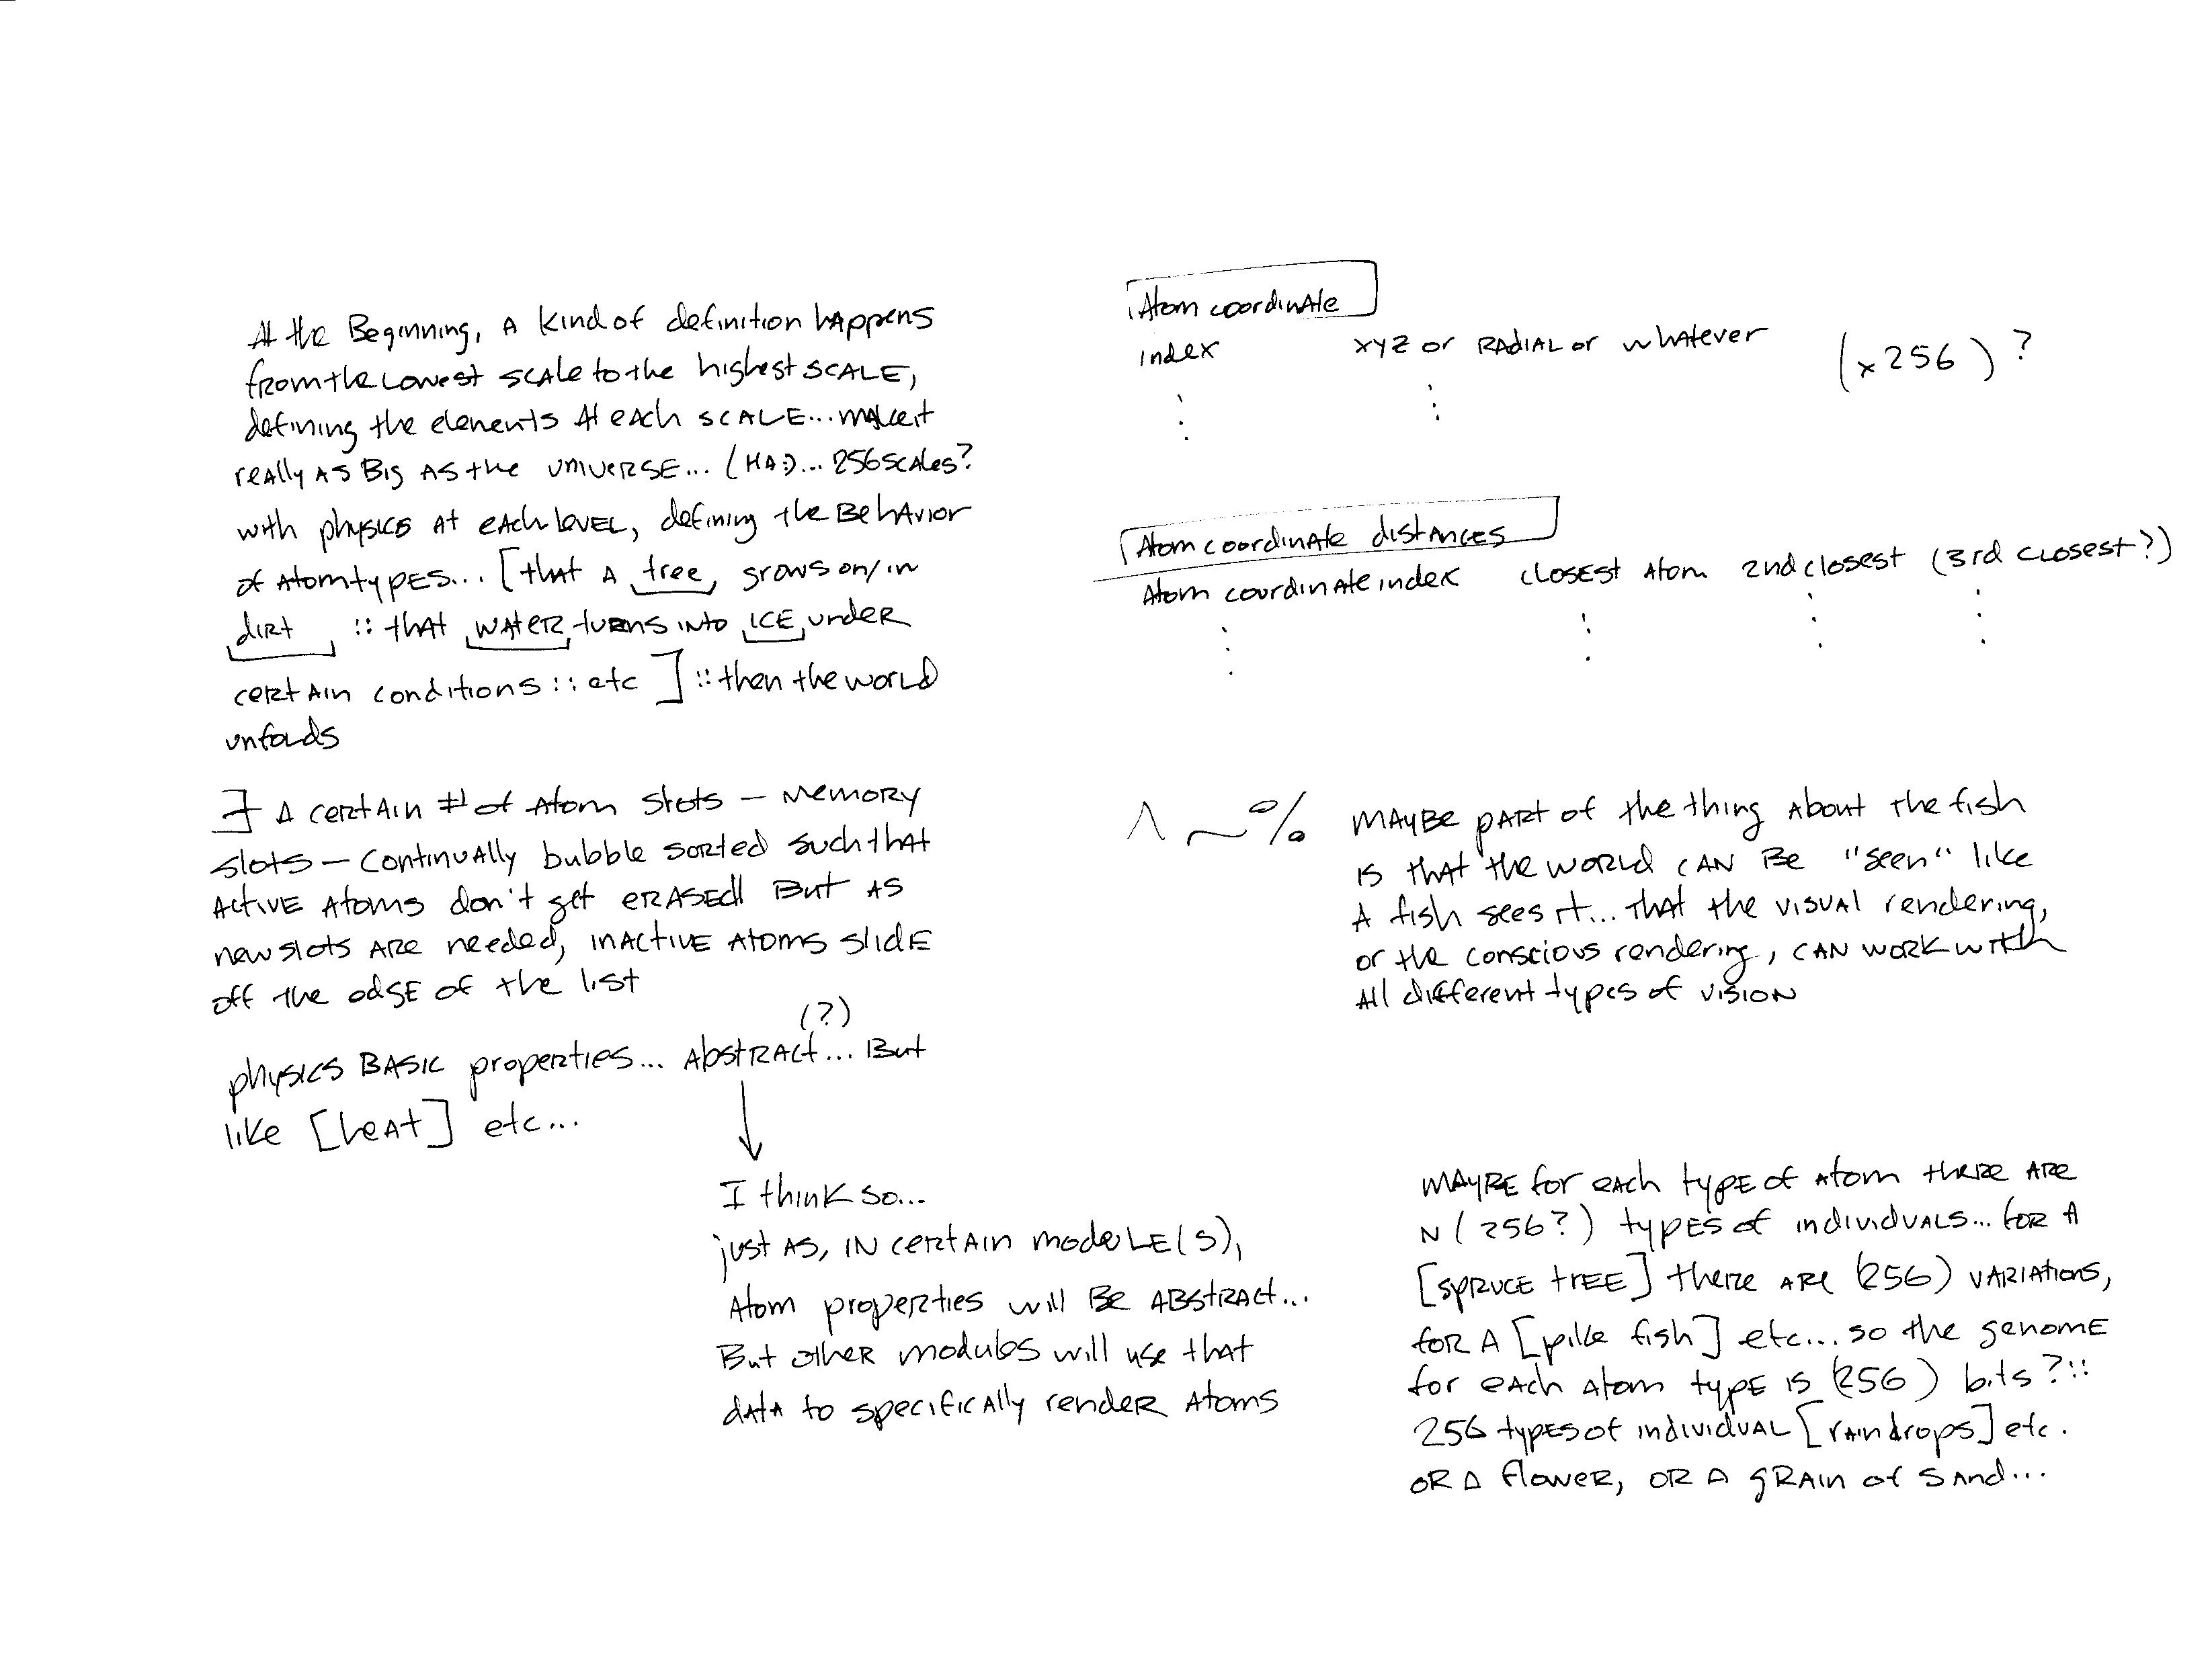 At the Beginning, a kind of definition happens
from the lowest scale to the highest scale,
defining the elements at each scale... make it
really as Big as the universe... (HA:)... 256 scales?
with physics at each level, defining the Behavior
of Atom types... [that a tree grows on/in
dirt :: that water turns into ICE under
certain conditions :: etc ] :: then the world
unfolds
∃ A certain # of Atom slots — memory
slots — continually bubble sorted such that
Active Atoms don't get erased But as
new slots are needed, inactive atoms slide
off the edge of the list
(?)
physics BASIC properties... Abstract... But
like [heat] etc...
I think so...
just as, in certain module(s),
Atom properties will Be Abstract...
But other modules will use that
data to specifically render Atoms
Atom coordinate
index XYZ or radial or whatever (x256)?
Atom coordinate distances
Atom coordinate index closest atom 2nd closest (3rd closest?)
^ ~ % Maybe part of the thing about the fish
is that the world can Be "seen" like
a fish sees it... that the visual rendering,
or the conscious rendering, can work with
all different types of vision
Maybe for each type of atom there are
N (256?) types of individuals... for a
[spruce tree] there are (256) variations,
for a [pike fish] etc... so the genome
for each atom type is (256) bits? ::
256 types of individual [raindrops] etc.
or a flower, or a grain of sand...